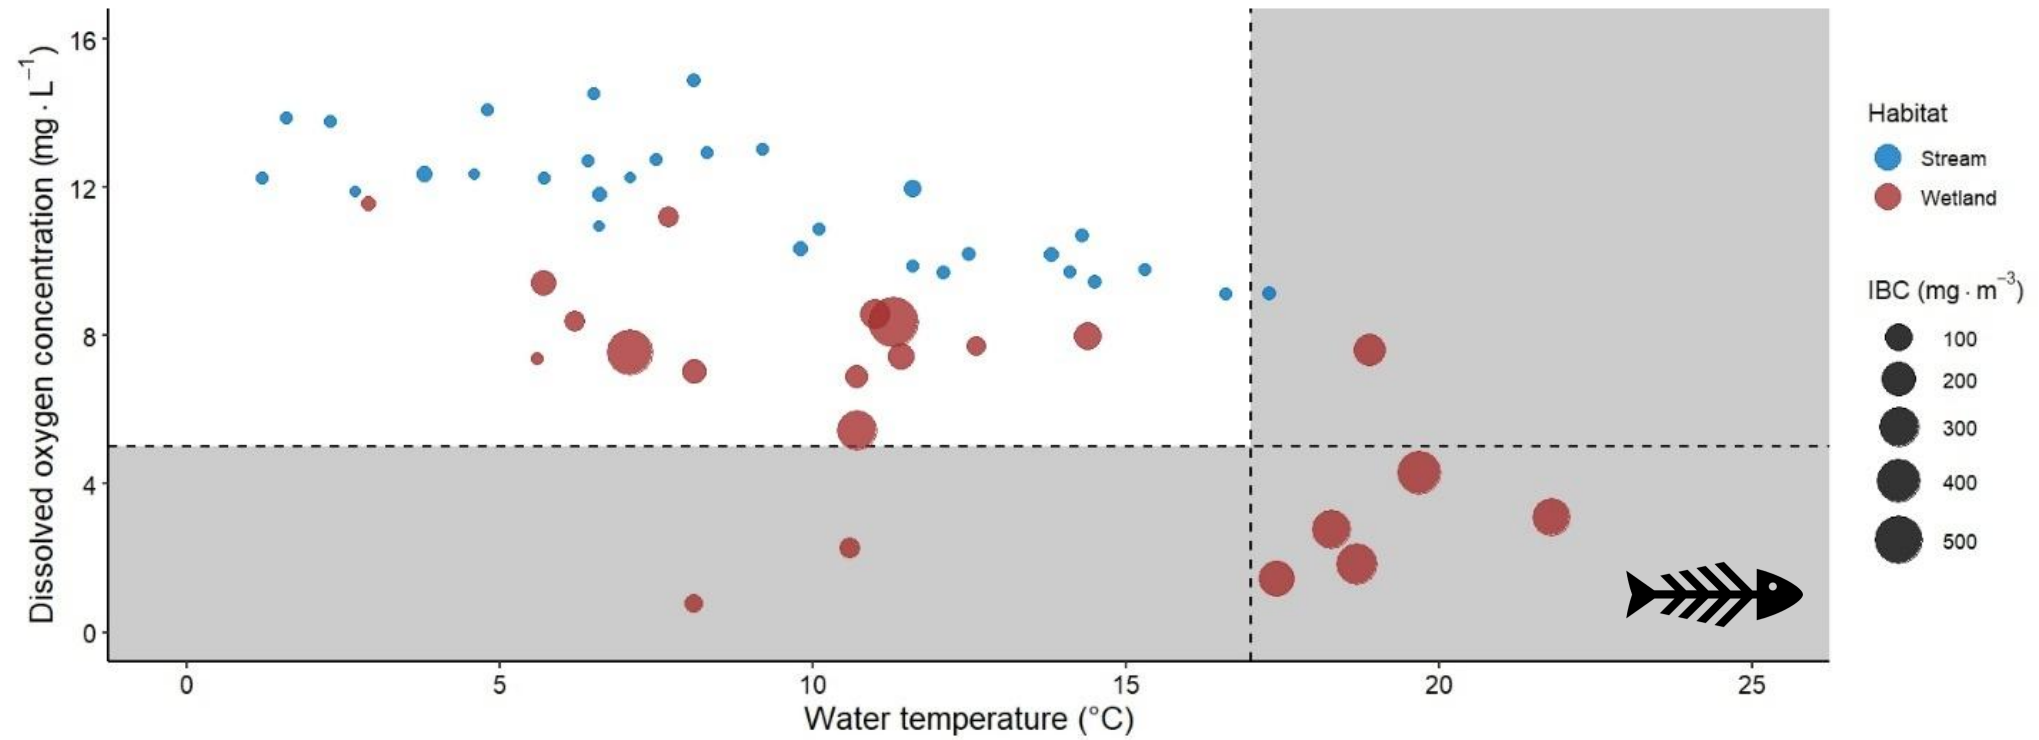 Dissolved oxygen concentration (mg · L⁻¹)
16
12
8
4
0
0 5 10 15 20 25
Water temperature (°C)
Habitat
Stream
Wetland
IBC (mg · m⁻³)
100
200
300
400
500